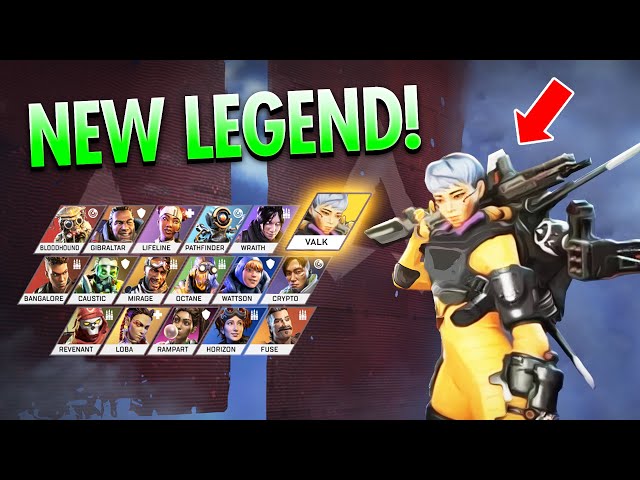 NEW LEGEND!
BLOODHOUND GIBRALTAR LIFELINE PATHFINDER WRAITH VALK
BANGALORE CAUSTIC MIRAGE OCTANE WATTSON CRYPTO
REVENANT LOBA RAMPART HORIZON FUSE